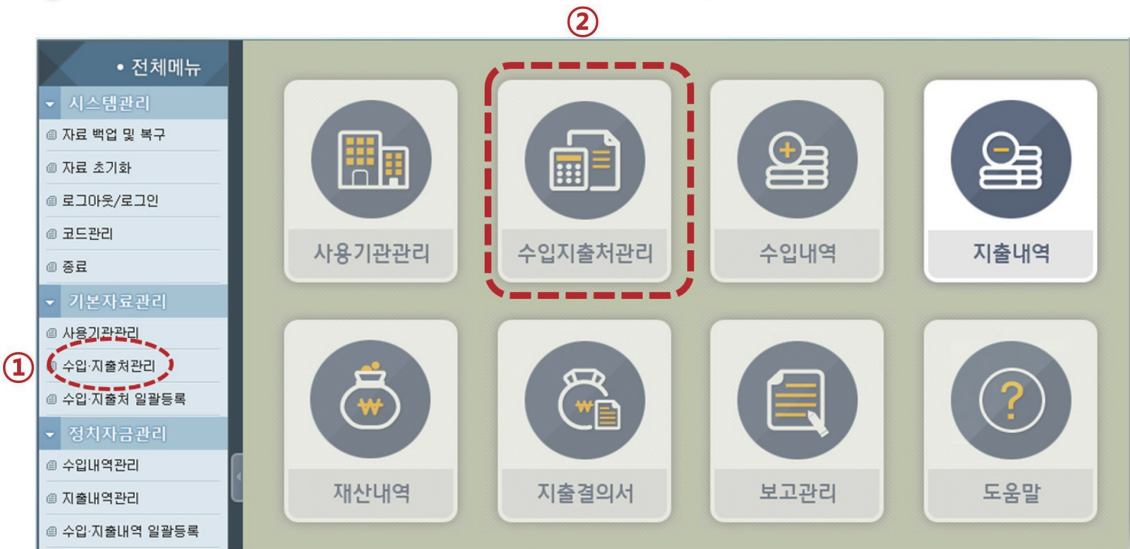 ②
• 전체메뉴
시스템관리
자료 백업 및 복구
자료 초기화
로그아웃/로그인
코드관리
종료
기본자료관리
사용기관관리
①
수입·지출처관리
수입·지출처 일괄등록
정치자금관리
수입내역관리
지출내역관리
수입·지출내역 일괄등록
사용기관관리
수입지출처관리
+
수입내역
-
지출내역
₩
재산내역
₩
지출결의서
보고관리
?
도움말